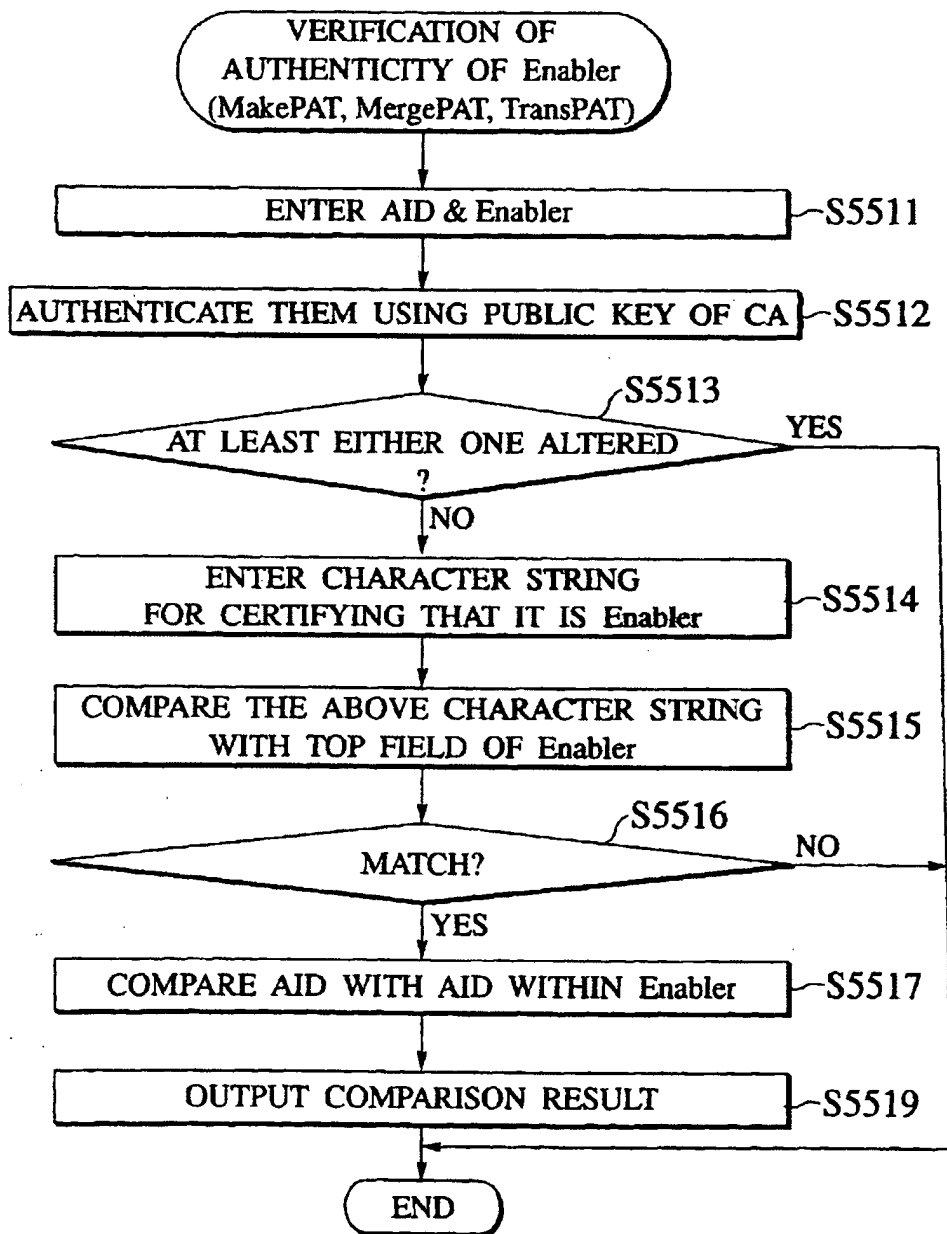 VERIFICATION OF
AUTHENTICITY OF Enabler
(MakePAT, MergePAT, TransPAT)
ENTER AID & Enabler
S5511
AUTHENTICATE THEM USING PUBLIC KEY OF CA
S5512
S5513
AT LEAST EITHER ONE ALTERED
?
YES
NO
ENTER CHARACTER STRING
FOR CERTIFYING THAT IT IS Enabler
S5514
COMPARE THE ABOVE CHARACTER STRING
WITH TOP FIELD OF Enabler
S5515
S5516
MATCH?
NO
YES
COMPARE AID WITH AID WITHIN Enabler
S5517
OUTPUT COMPARISON RESULT
S5519
END